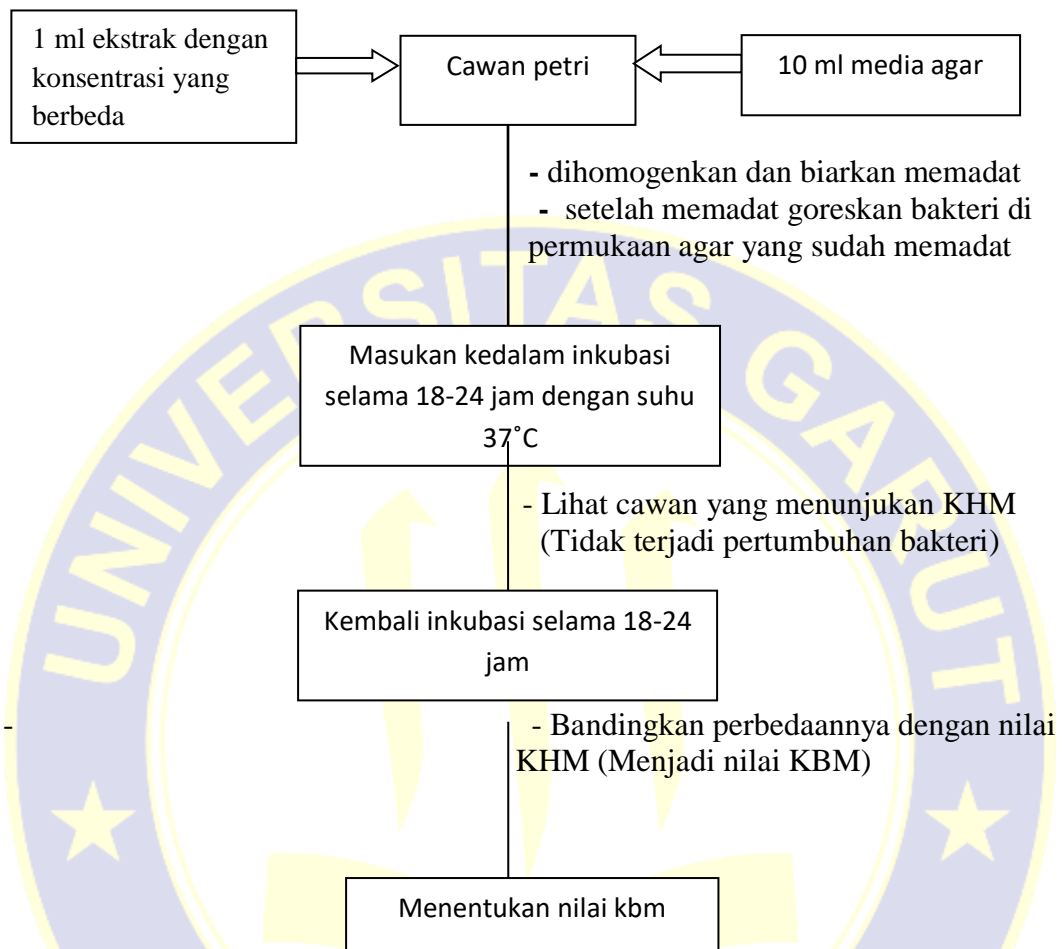 1 ml ekstrak dengan
konsentrasi yang
berbeda
Cawan petri
10 ml media agar
- dihomogenkan dan biarkan memadat
- setelah memadat goreskan bakteri di
permukaan agar yang sudah memadat
Masukan kedalam inkubasi
selama 18-24 jam dengan suhu
37˚C
- Lihat cawan yang menunjukan KHM
(Tidak terjadi pertumbuhan bakteri)
Kembali inkubasi selama 18-24
jam
-
- Bandingkan perbedaannya dengan nilai
KHM (Menjadi nilai KBM)
Menentukan nilai kbm
UNIVERSITAS GARUT